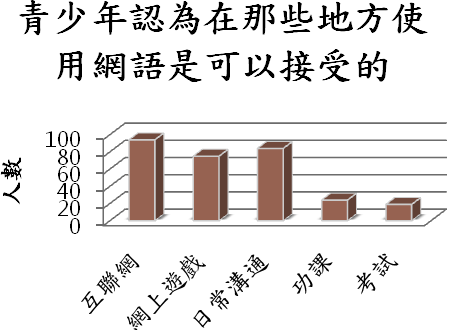 青少年認為在那些地方使
用網語是可以接受的
人數
100
80
60
40
20
0
互聯網
網上遊戲
日常溝通
功課
考試